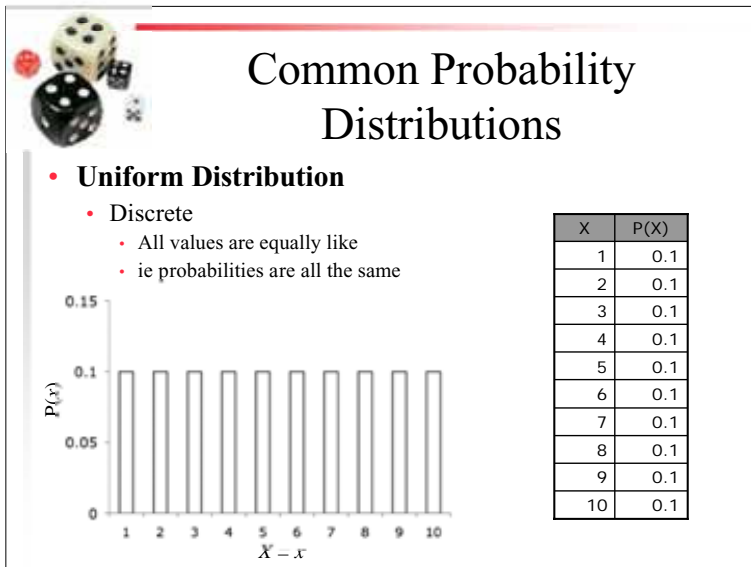 Common Probability
Distributions
• Uniform Distribution
• Discrete
• All values are equally like
• ie probabilities are all the same
X P(X)
1 0.1
2 0.1
3 0.1
4 0.1
5 0.1
6 0.1
7 0.1
8 0.1
9 0.1
10 0.1
0.15
0.1
0.05
0
P(x)
1 2 3 4 5 6 7 8 9 10
X = x